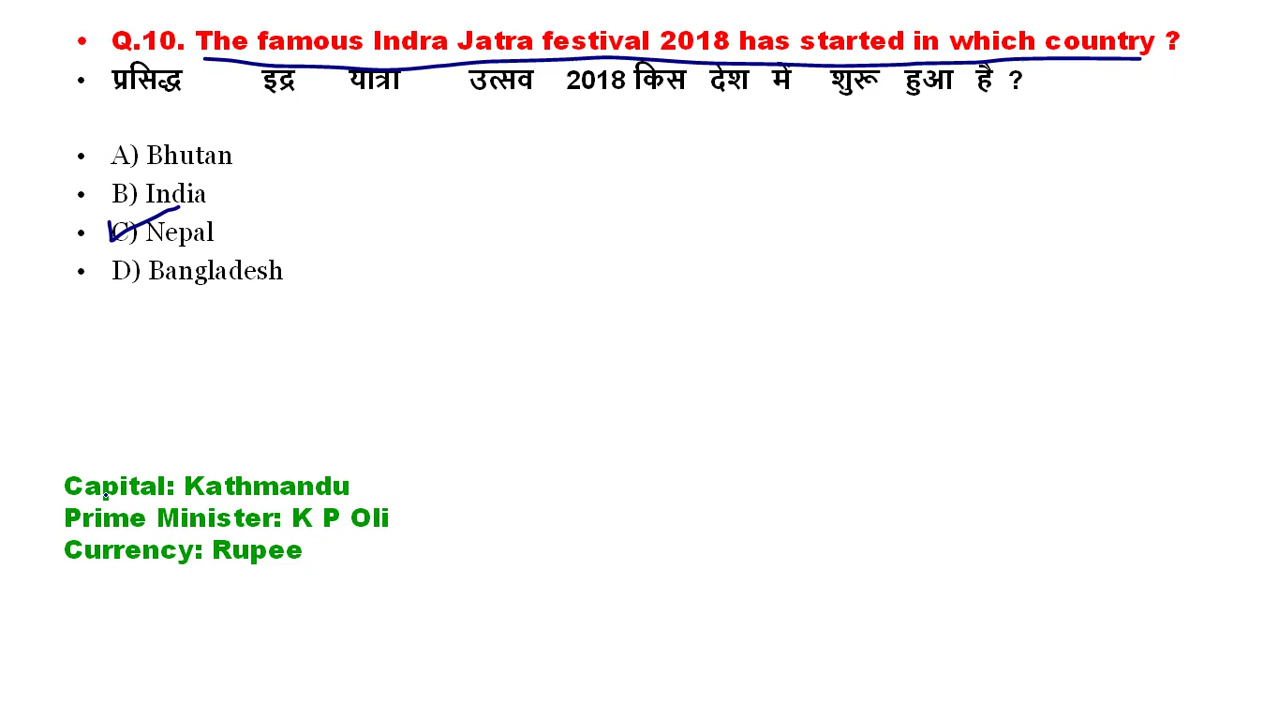 • Q.10. The famous Indra Jatra festival 2018 has started in which country ?
• प्रसिद्ध इंद्र यात्रा उत्सव 2018 किस देश में शुरू हुआ है ?
• A) Bhutan
• B) India
• C) Nepal
• D) Bangladesh
Capital: Kathmandu
Prime Minister: K P Oli
Currency: Rupee